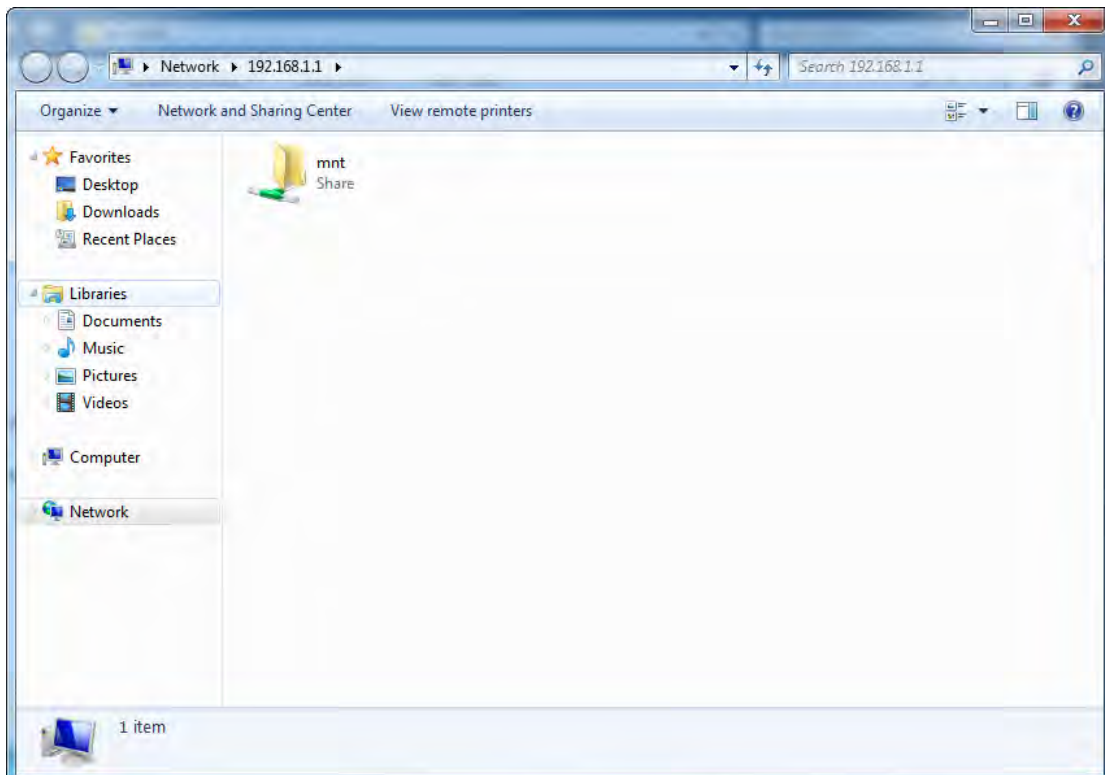 Network ▸ 192.168.1.1 ▸
Search 192.168.1.1
Organize ▾ Network and Sharing Center View remote printers
Favorites
Desktop
Downloads
Recent Places
Libraries
Documents
Music
Pictures
Videos
Computer
Network
mnt
Share
1 item